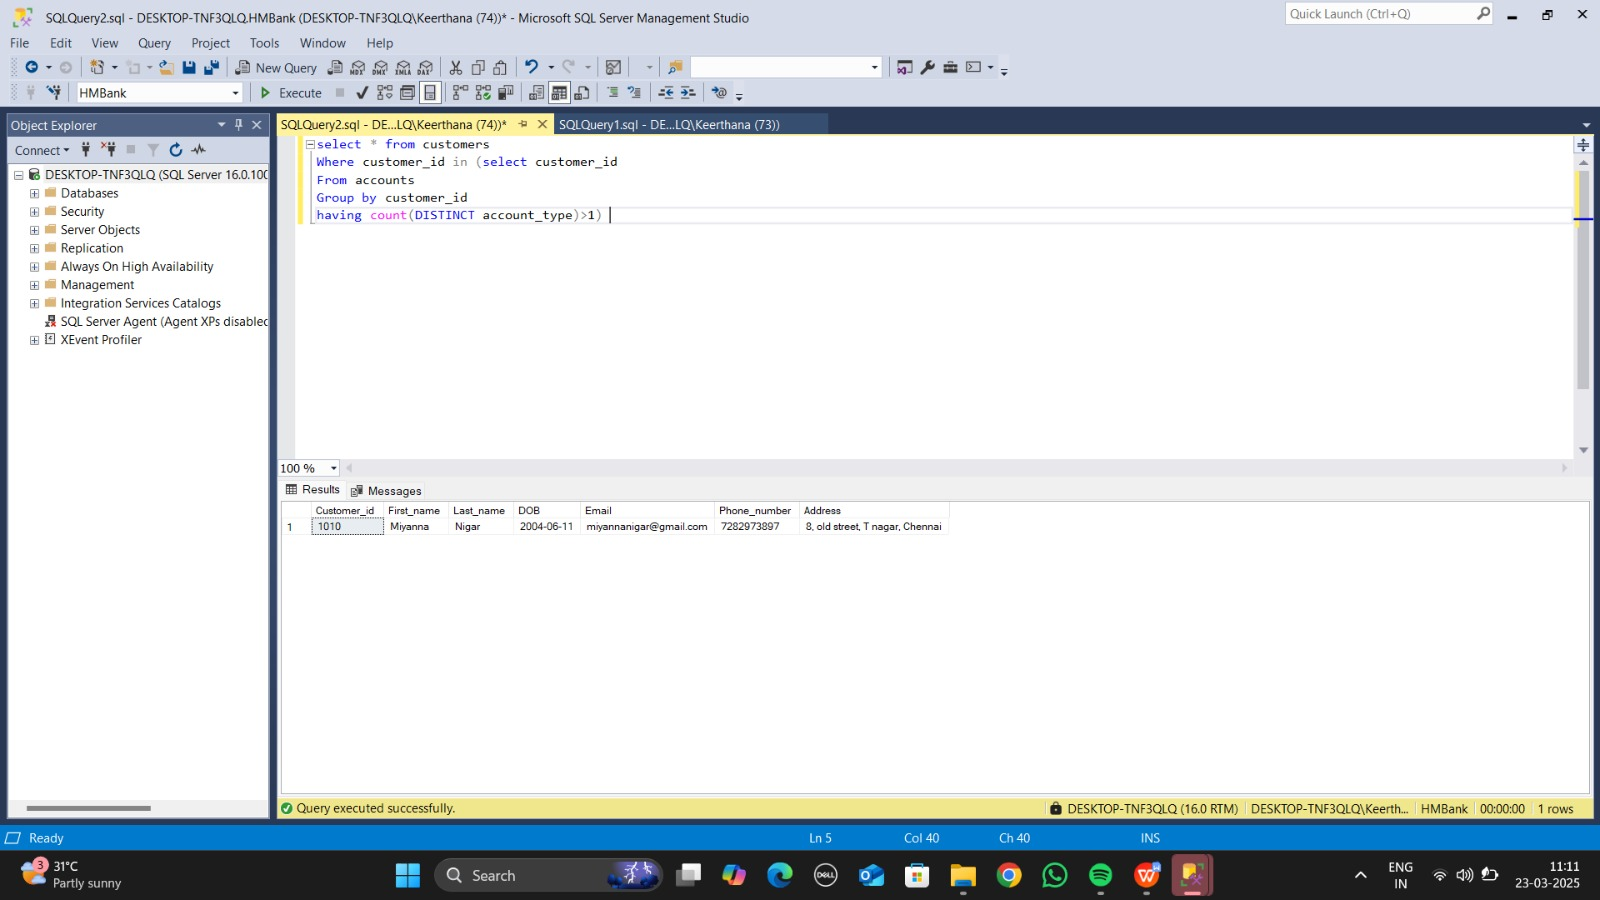 SQLQuery2.sql - DESKTOP-TNF3QLQ.HMBank (DESKTOP-TNF3QLQ\Keerthana (74))* - Microsoft SQL Server Management Studio
Quick Launch (Ctrl+Q)
File Edit View Query Project Tools Window Help
New Query
HMBank
Execute
Object Explorer
SQLQuery2.sql - DE...LQ\Keerthana (74))*
SQLQuery1.sql - DE...LQ\Keerthana (73))
Connect
DESKTOP-TNF3QLQ (SQL Server 16.0.100
Databases
Security
Server Objects
Replication
Always On High Availability
Management
Integration Services Catalogs
SQL Server Agent (Agent XPs disabled
XEvent Profiler
select * from customers
Where customer_id in (select customer_id
From accounts
Group by customer_id
having count(DISTINCT account_type)>1)
100 %
Results Messages
Customer_id First_name Last_name DOB Email Phone_number Address
1 1010 Miyanna Nigar 2004-06-11 miyannanigar@gmail.com 7282973897 8, old street, T nagar, Chennai
Query executed successfully.
DESKTOP-TNF3QLQ (16.0 RTM) DESKTOP-TNF3QLQ\Keerth... HMBank 00:00:00 1 rows
Ready Ln 5 Col 40 Ch 40 INS
3
31°C
Partly sunny
Search
DELL
ENG
IN
11:11
23-03-2025